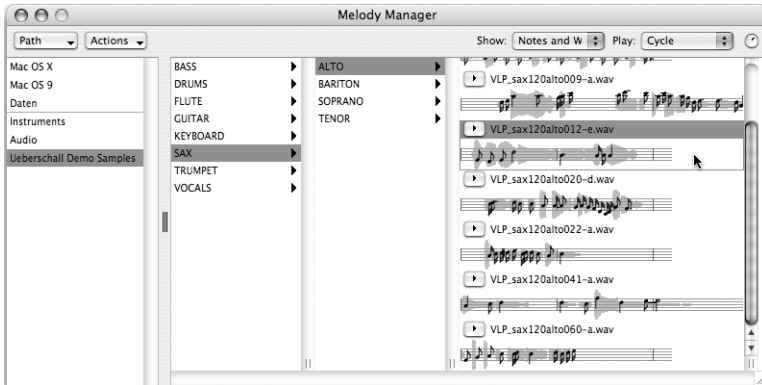 Melody Manager
Path Actions Show: Notes and W Play: Cycle
Mac OS X
Mac OS 9
Daten
Instruments
Audio
Ueberschall Demo Samples
BASS
DRUMS
FLUTE
GUITAR
KEYBOARD
SAX
TRUMPET
VOCALS
ALTO
BARITON
SOPRANO
TENOR
VLP_sax120alto009-a.wav
VLP_sax120alto012-e.wav
VLP_sax120alto020-d.wav
VLP_sax120alto022-a.wav
VLP_sax120alto041-a.wav
VLP_sax120alto060-a.wav